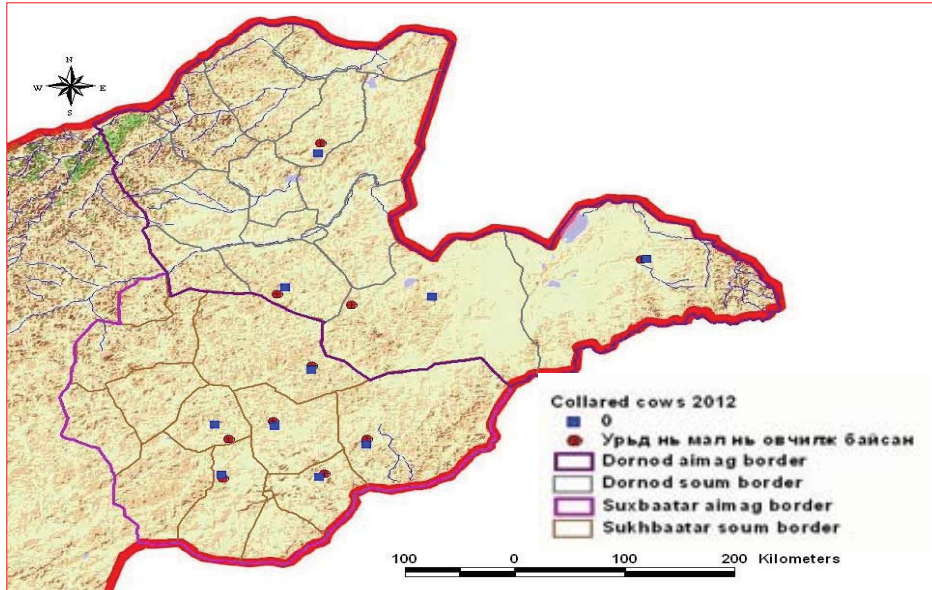 N
W E
S
Collared cows 2012
0
Урьд нь мал нь овчилж байсан
Dornod aimag border
Dornod soum border
Suxbaatar aimag border
Sukhbaatar soum border
100 0 100 200 Kilometers